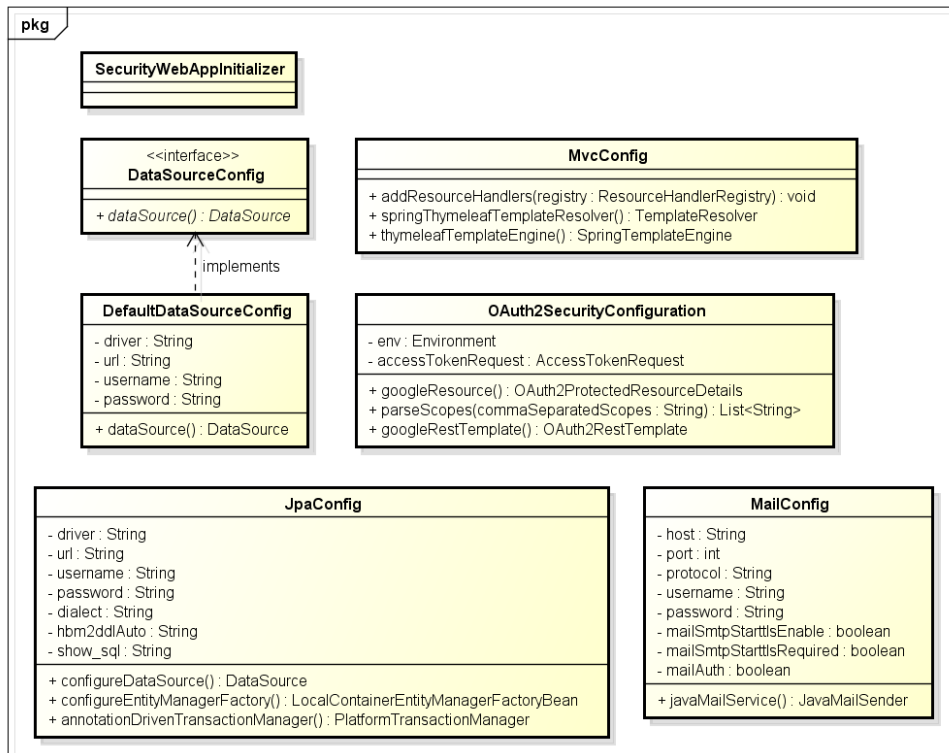 pkg
SecurityWebAppInitializer
<<interface>>
DataSourceConfig
+ dataSource() : DataSource
implements
DefaultDataSourceConfig
- driver : String
- url : String
- username : String
- password : String
+ dataSource() : DataSource
MvcConfig
+ addResourceHandlers(registry : ResourceHandlerRegistry) : void
+ springThymeleafTemplateResolver() : TemplateResolver
+ thymeleafTemplateEngine() : SpringTemplateEngine
OAuth2SecurityConfiguration
- env : Environment
- accessTokenRequest : AccessTokenRequest
+ googleResource() : OAuth2ProtectedResourceDetails
+ parseScopes(commaSeparatedScopes : String) : List<String>
+ googleRestTemplate() : OAuth2RestTemplate
JpaConfig
- driver : String
- url : String
- username : String
- password : String
- dialect : String
- hbm2ddlAuto : String
- show_sql : String
+ configureDataSource() : DataSource
+ configureEntityManagerFactory() : LocalContainerEntityManagerFactoryBean
+ annotationDrivenTransactionManager() : PlatformTransactionManager
MailConfig
- host : String
- port : int
- protocol : String
- username : String
- password : String
- mailSmtpStarttlsEnable : boolean
- mailSmtpStarttlsRequired : boolean
- mailAuth : boolean
+ javaMailService() : JavaMailSender